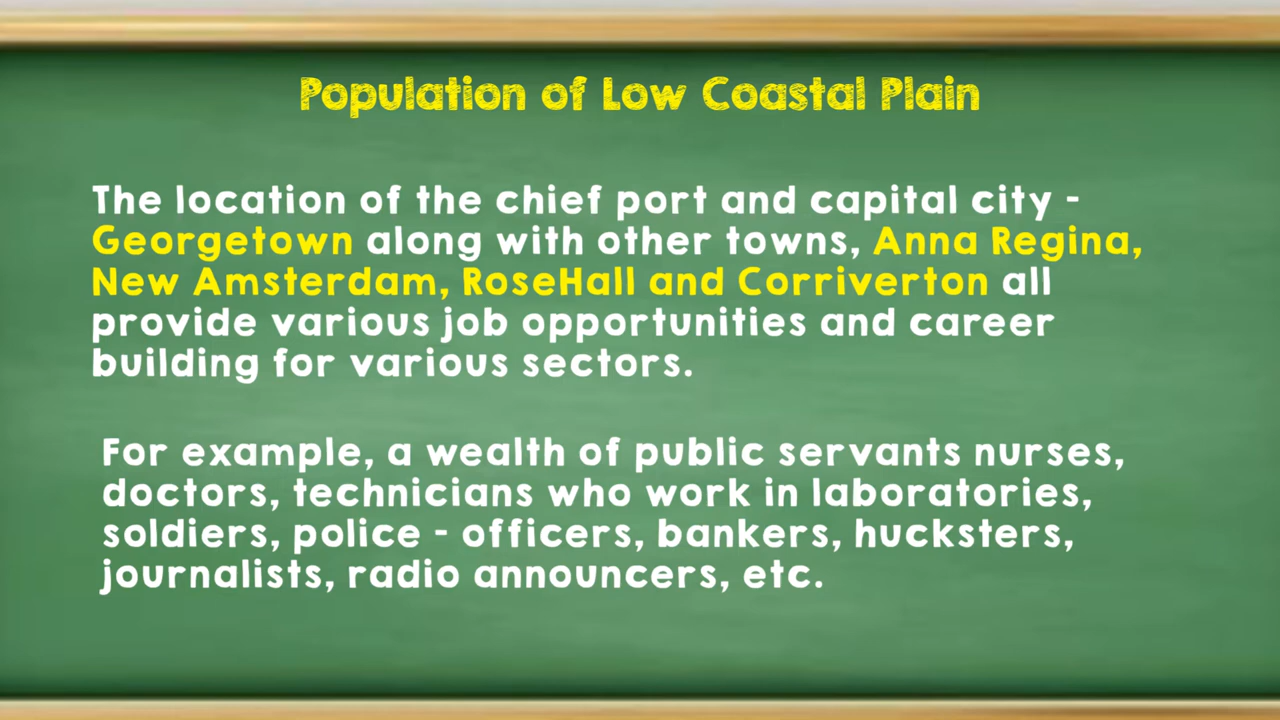 Population of Low Coastal Plain
The location of the chief port and capital city -
Georgetown along with other towns, Anna Regina,
New Amsterdam, RoseHall and Corriverton all
provide various job opportunities and career
building for various sectors.
For example, a wealth of public servants nurses,
doctors, technicians who work in laboratories,
soldiers, police - officers, bankers, hucksters,
journalists, radio announcers, etc.